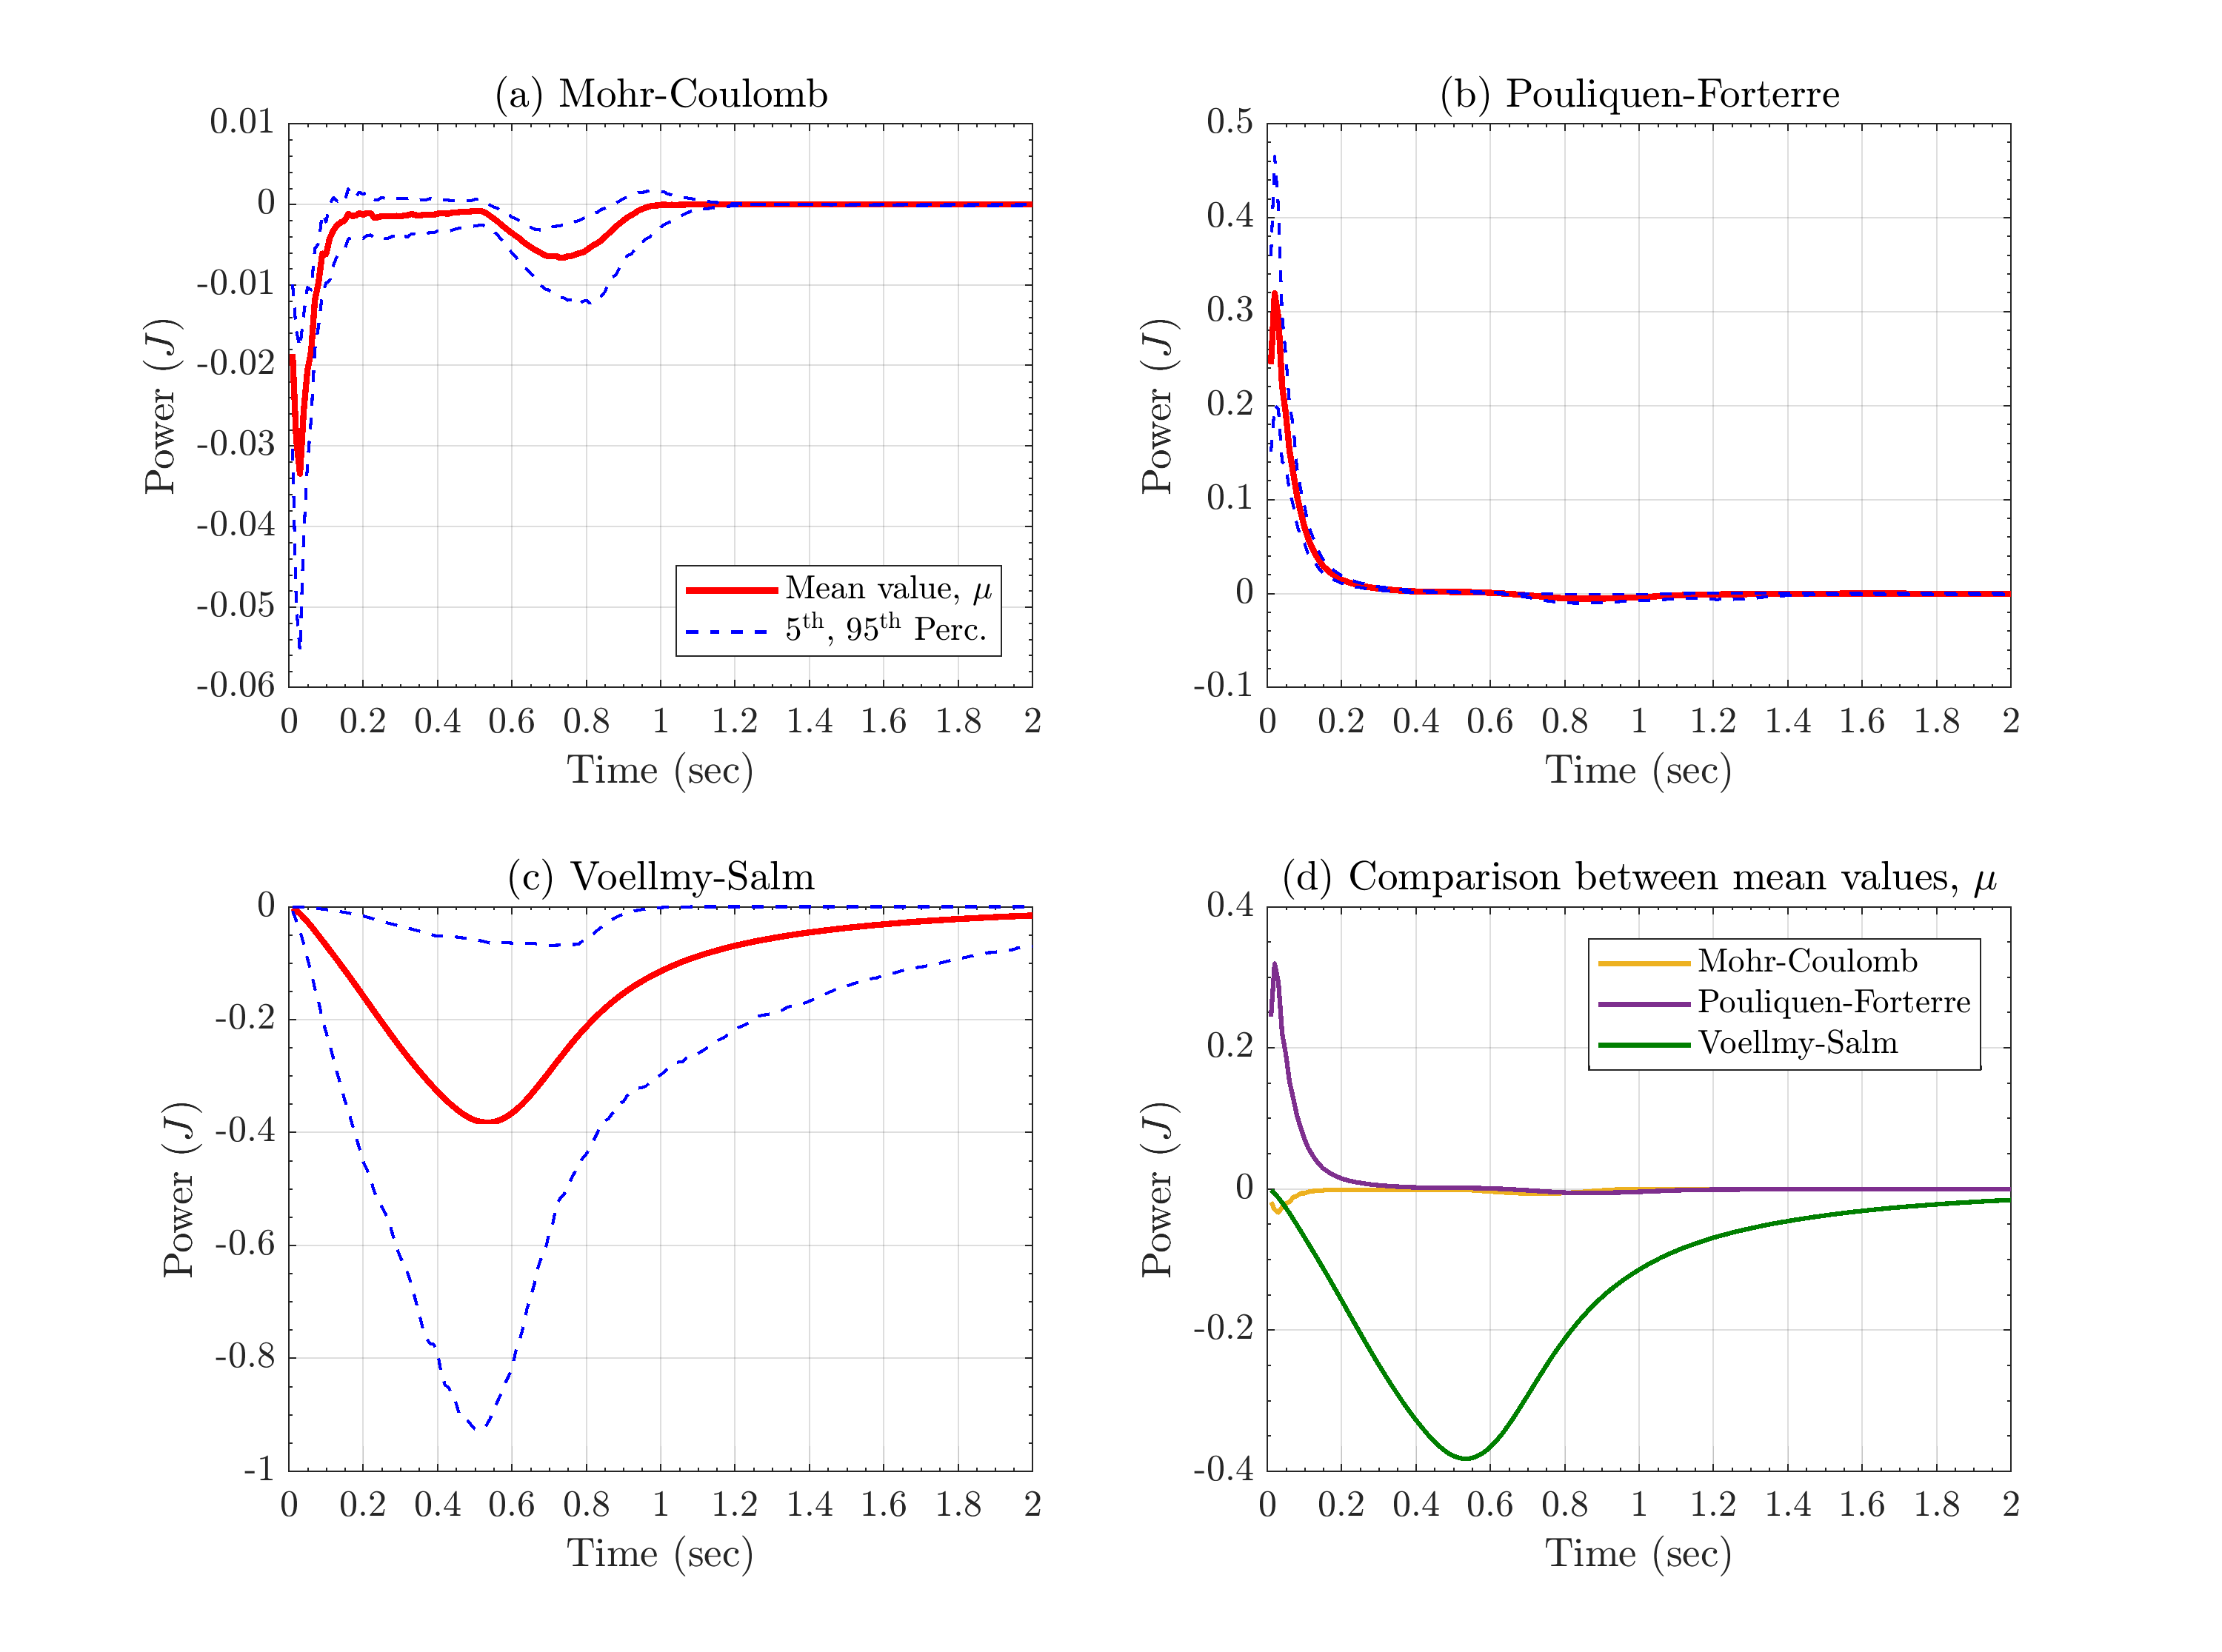 (a) Mohr-Coulomb
0.01
0
-0.01
-0.02
-0.03
-0.04
-0.05
-0.06
Power (J)
Mean value, μ
5th, 95th Perc.
0 0.2 0.4 0.6 0.8 1 1.2 1.4 1.6 1.8 2
Time (sec)
(b) Pouliquen-Forterre
0.5
0.4
0.3
0.2
0.1
0
-0.1
Power (J)
0 0.2 0.4 0.6 0.8 1 1.2 1.4 1.6 1.8 2
Time (sec)
(c) Voellmy-Salm
0
-0.2
-0.4
-0.6
-0.8
-1
Power (J)
0 0.2 0.4 0.6 0.8 1 1.2 1.4 1.6 1.8 2
Time (sec)
(d) Comparison between mean values, μ
0.4
0.2
0
-0.2
-0.4
Power (J)
Mohr-Coulomb
Pouliquen-Forterre
Voellmy-Salm
0 0.2 0.4 0.6 0.8 1 1.2 1.4 1.6 1.8 2
Time (sec)